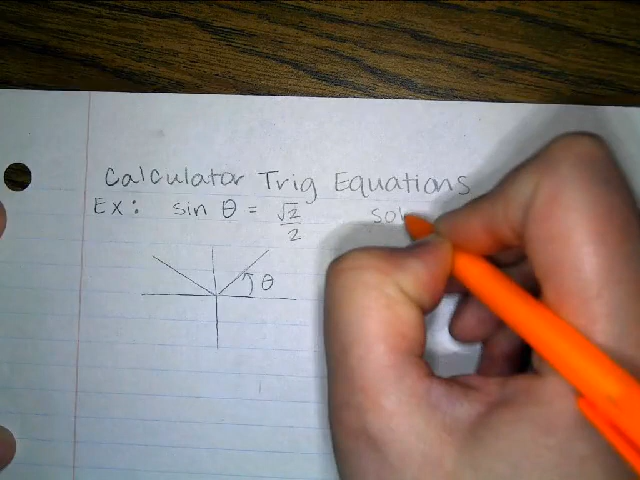 Calculator Trig Equations
Ex: sin θ = √2/2 sol
θ